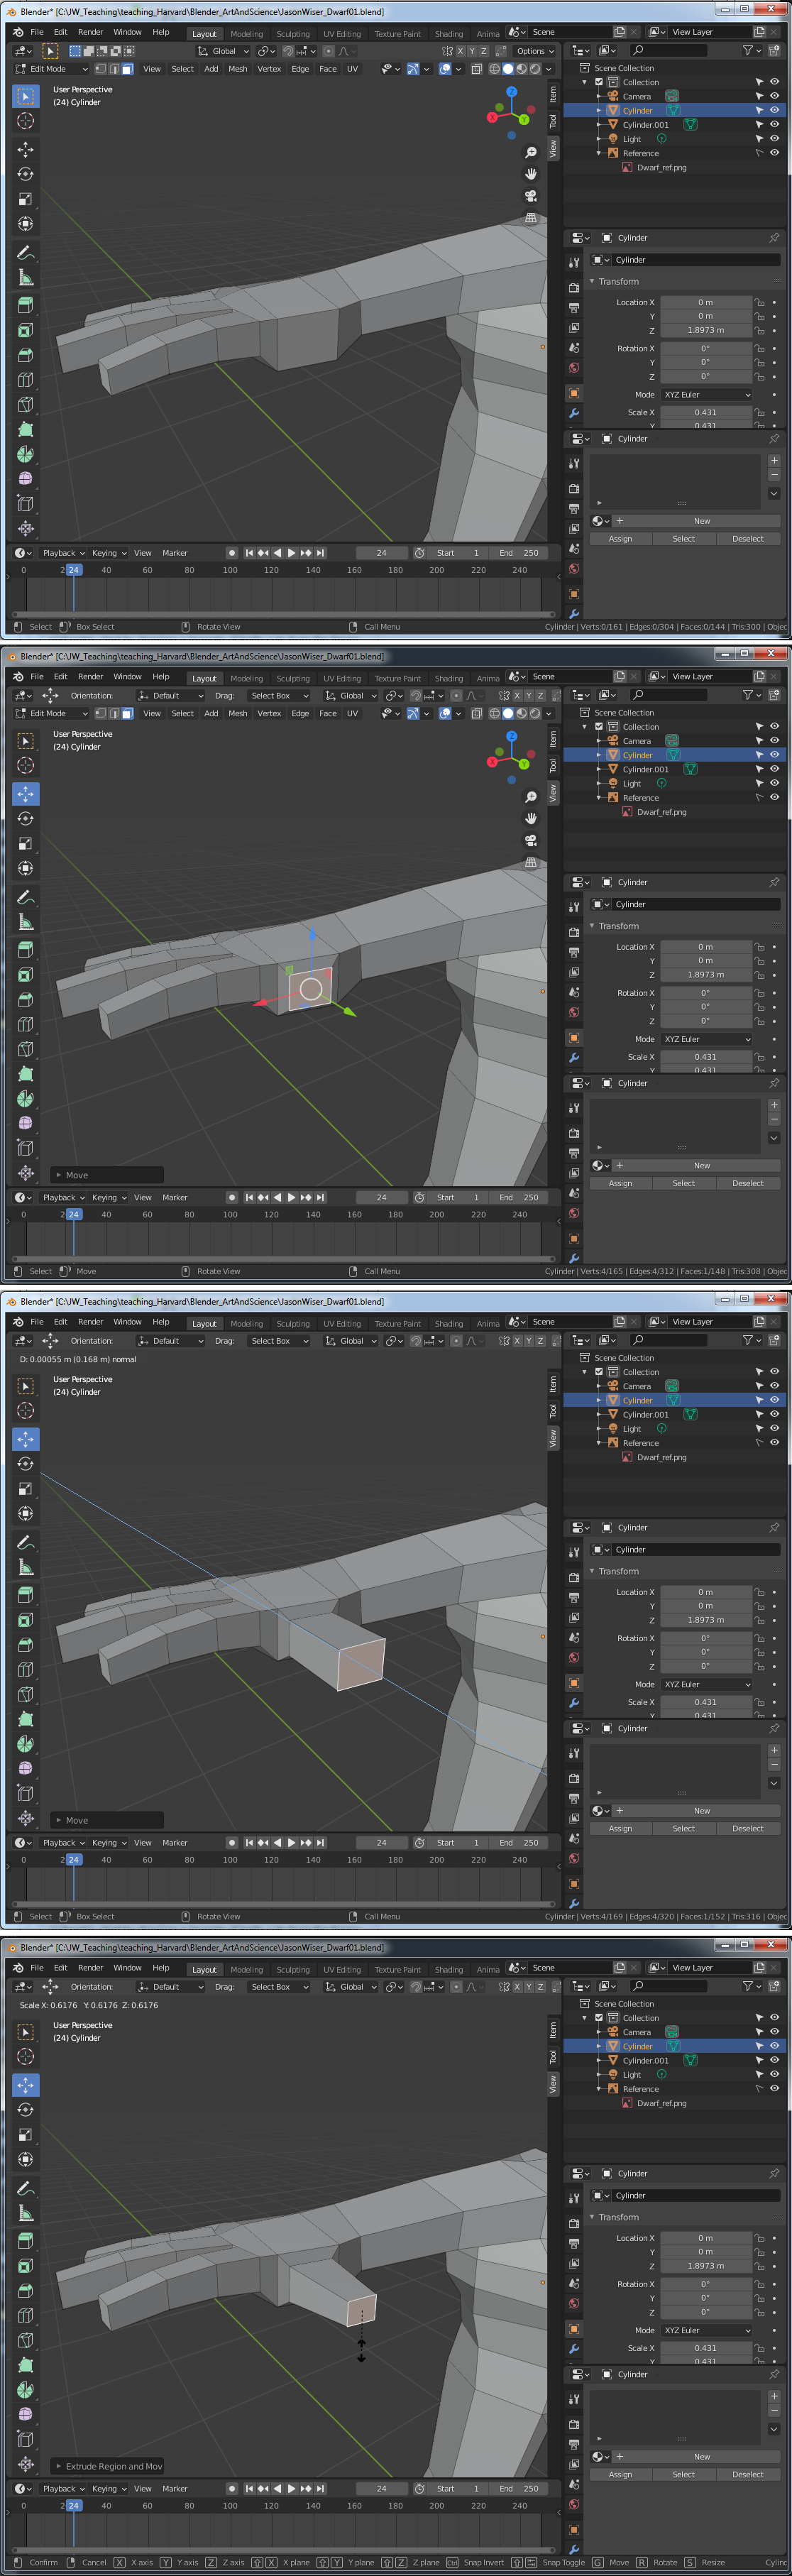 Blender* [C:\JW_Teaching\teaching_Harvard\Blender_ArtAndScience\JasonWiser_Dwarf01.blend]
File Edit Render Window Help Layout Modeling Sculpting UV Editing Texture Paint Shading Anima Scene View Layer
Global X Y Z Options
Edit Mode View Select Add Mesh Vertex Edge Face UV
User Perspective
(24) Cylinder
Z
X
Y
Item
Tool
View
Scene Collection
Collection
Camera
Cylinder
Cylinder.001
Light
Reference
Dwarf_ref.png
Cylinder
Cylinder
Transform
Location X 0 m
Y 0 m
Z 1.8973 m
Rotation X 0°
Y 0°
Z 0°
Mode XYZ Euler
Scale X 0.431
Y 0.431
Cylinder
New
Assign Select Deselect
Playback Keying View Marker 24 Start 1 End 250
0 2 24 40 60 80 100 120 140 160 180 200 220 240
Select Box Select Rotate View Call Menu Cylinder | Verts:0/161 | Edges:0/304 | Faces:0/144 | Tris:300 | Objec
Blender* [C:\JW_Teaching\teaching_Harvard\Blender_ArtAndScience\JasonWiser_Dwarf01.blend]
File Edit Render Window Help Layout Modeling Sculpting UV Editing Texture Paint Shading Anima Scene View Layer
Orientation: Default Drag: Select Box Global X Y Z
Edit Mode View Select Add Mesh Vertex Edge Face UV
User Perspective
(24) Cylinder
Z
X
Y
Item
Tool
View
Move
Scene Collection
Collection
Camera
Cylinder
Cylinder.001
Light
Reference
Dwarf_ref.png
Cylinder
Cylinder
Transform
Location X 0 m
Y 0 m
Z 1.8973 m
Rotation X 0°
Y 0°
Z 0°
Mode XYZ Euler
Scale X 0.431
Y 0.431
Cylinder
New
Assign Select Deselect
Playback Keying View Marker 24 Start 1 End 250
0 2 24 40 60 80 100 120 140 160 180 200 220 240
Select Move Rotate View Call Menu Cylinder | Verts:4/165 | Edges:4/312 | Faces:1/148 | Tris:308 | Objec
Blender* [C:\JW_Teaching\teaching_Harvard\Blender_ArtAndScience\JasonWiser_Dwarf01.blend]
File Edit Render Window Help Layout Modeling Sculpting UV Editing Texture Paint Shading Anima Scene View Layer
Orientation: Default Drag: Select Box Global X Y Z
D: 0.00055 m (0.168 m) normal
User Perspective
(24) Cylinder
Item
Tool
View
Move
Scene Collection
Collection
Camera
Cylinder
Cylinder.001
Light
Reference
Dwarf_ref.png
Cylinder
Cylinder
Transform
Location X 0 m
Y 0 m
Z 1.8973 m
Rotation X 0°
Y 0°
Z 0°
Mode XYZ Euler
Scale X 0.431
Y 0.431
Cylinder
New
Assign Select Deselect
Playback Keying View Marker 24 Start 1 End 250
0 2 24 40 60 80 100 120 140 160 180 200 220 240
Select Box Select Rotate View Call Menu Cylinder | Verts:4/169 | Edges:4/320 | Faces:1/152 | Tris:316 | Objec
Blender* [C:\JW_Teaching\teaching_Harvard\Blender_ArtAndScience\JasonWiser_Dwarf01.blend]
File Edit Render Window Help Layout Modeling Sculpting UV Editing Texture Paint Shading Anima Scene View Layer
Orientation: Default Drag: Select Box Global X Y Z
Scale X: 0.6176 Y: 0.6176 Z: 0.6176
User Perspective
(24) Cylinder
Item
Tool
View
Extrude Region and Mov
Scene Collection
Collection
Camera
Cylinder
Cylinder.001
Light
Reference
Dwarf_ref.png
Cylinder
Cylinder
Transform
Location X 0 m
Y 0 m
Z 1.8973 m
Rotation X 0°
Y 0°
Z 0°
Mode XYZ Euler
Scale X 0.431
Y 0.431
Cylinder
New
Assign Select Deselect
Playback Keying View Marker 24 Start 1 End 250
0 2 24 40 60 80 100 120 140 160 180 200 220 240
Confirm Cancel X X axis Y Y axis Z Z axis X X plane Y Y plane Z Z plane Ctrl Snap Invert Snap Toggle G Move R Rotate S Resize Cylinc